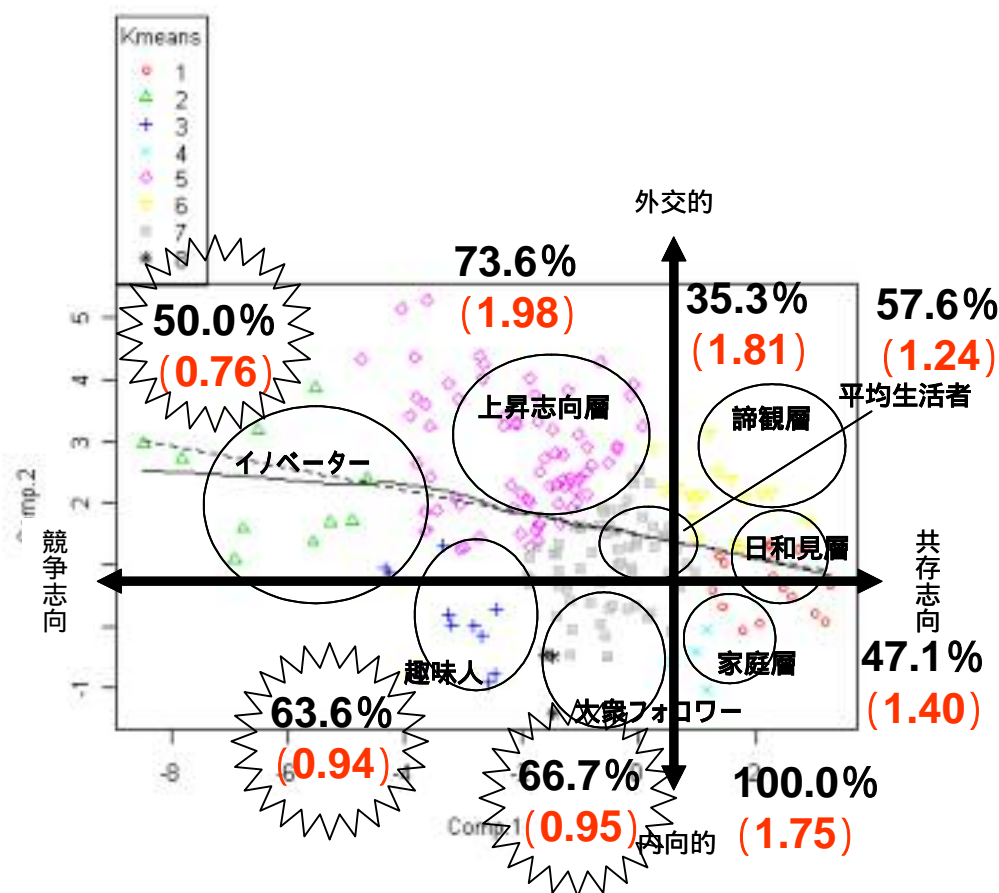 Kmeans
1
2
3
4
5
6
7
外交的
73.6%
(1.98)
35.3%
(1.81)
57.6%
(1.24)
50.0%
(0.76)
平均生活者
上昇志向層
諦観層
イノベーター
日和見層
競争志向
共存志向
趣味人
家庭層
大衆フォロワー
47.1%
(1.40)
63.6%
(0.94)
66.7%
(0.95)
100.0%
(1.75)
内向的
5
4
3
2
-1
-8
-6
-4
2
Comp.1